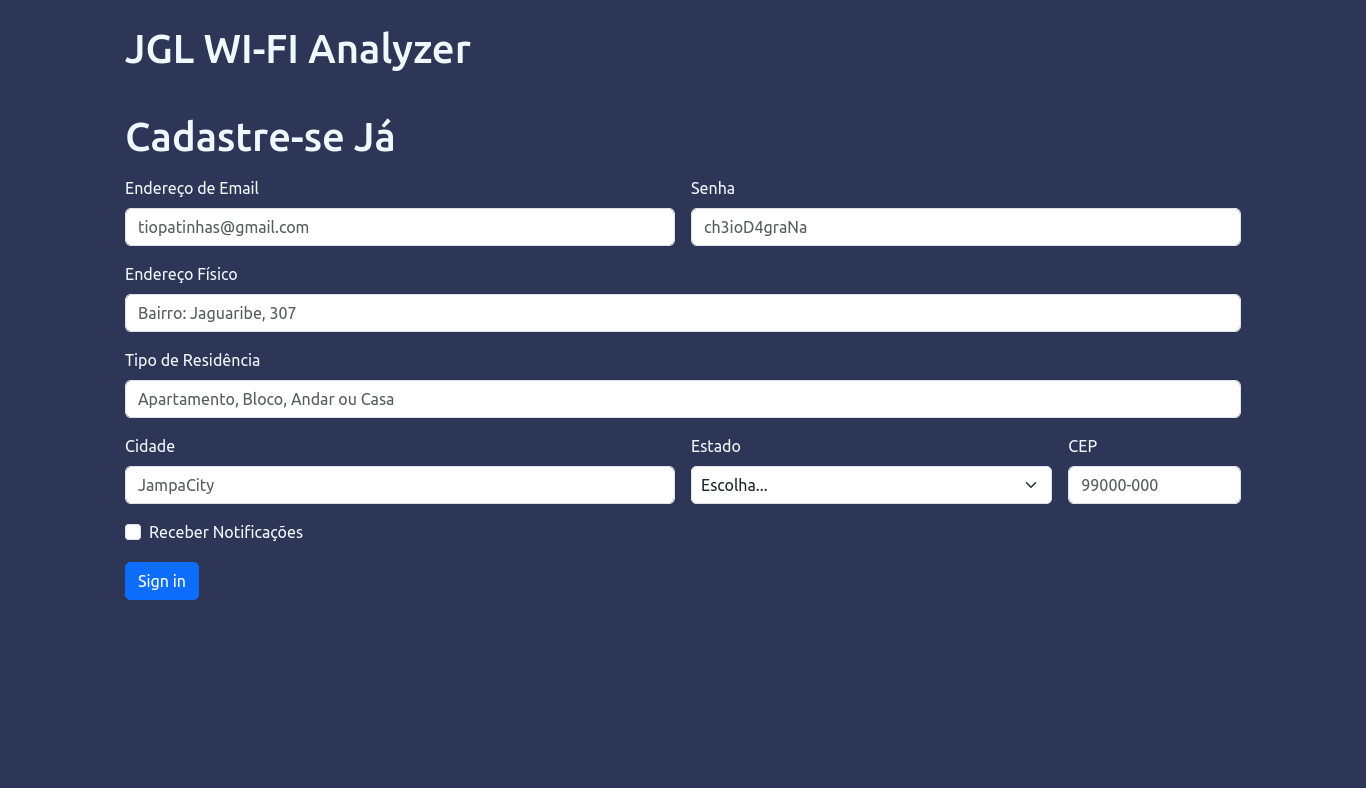 JGL WI-FI Analyzer
Cadastre-se Já
Endereço de Email
Senha
tiopatinhas@gmail.com
ch3ioD4graNa
Endereço Físico
Bairro: Jaguaribe, 307
Tipo de Residência
Apartamento, Bloco, Andar ou Casa
Cidade
Estado
CEP
JampaCity
Escolha...
99000-000
Receber Notificações
Sign in